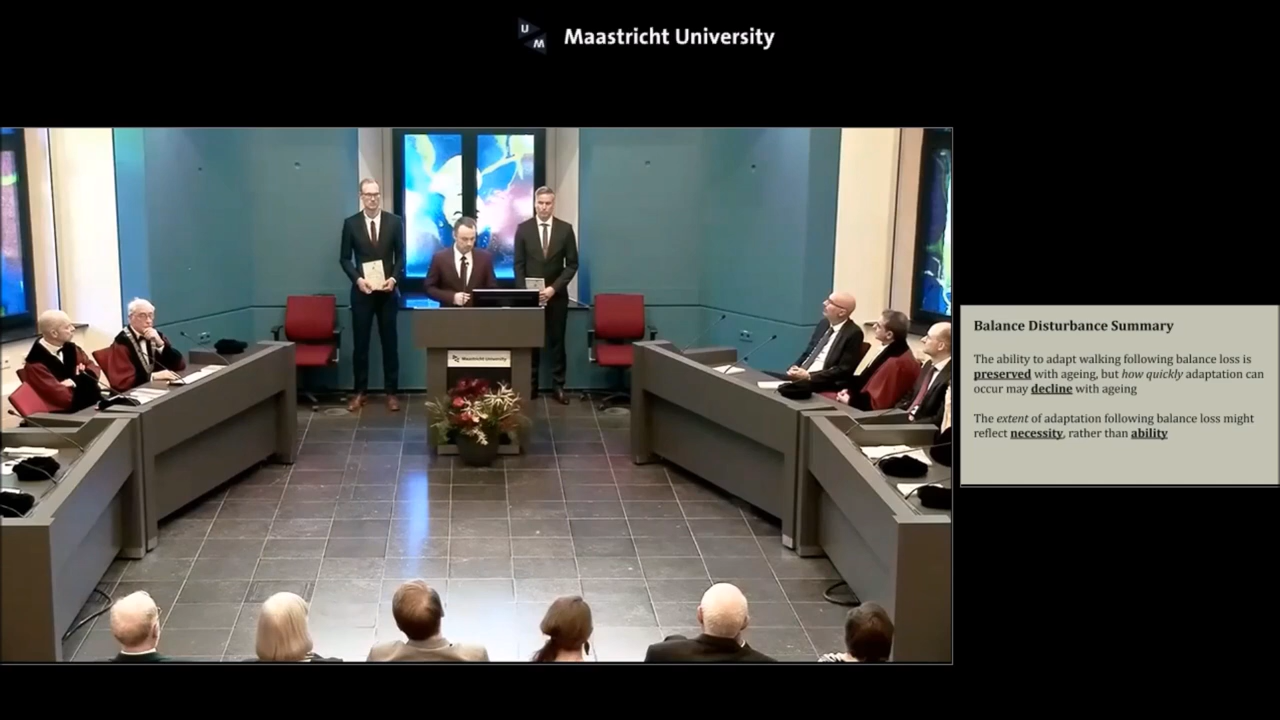 U
M
Maastricht University
Maastricht University
Balance Disturbance Summary
The ability to adapt walking following balance loss is
preserved with ageing, but how quickly adaptation can
occur may decline with ageing
The extent of adaptation following balance loss might
reflect necessity, rather than ability